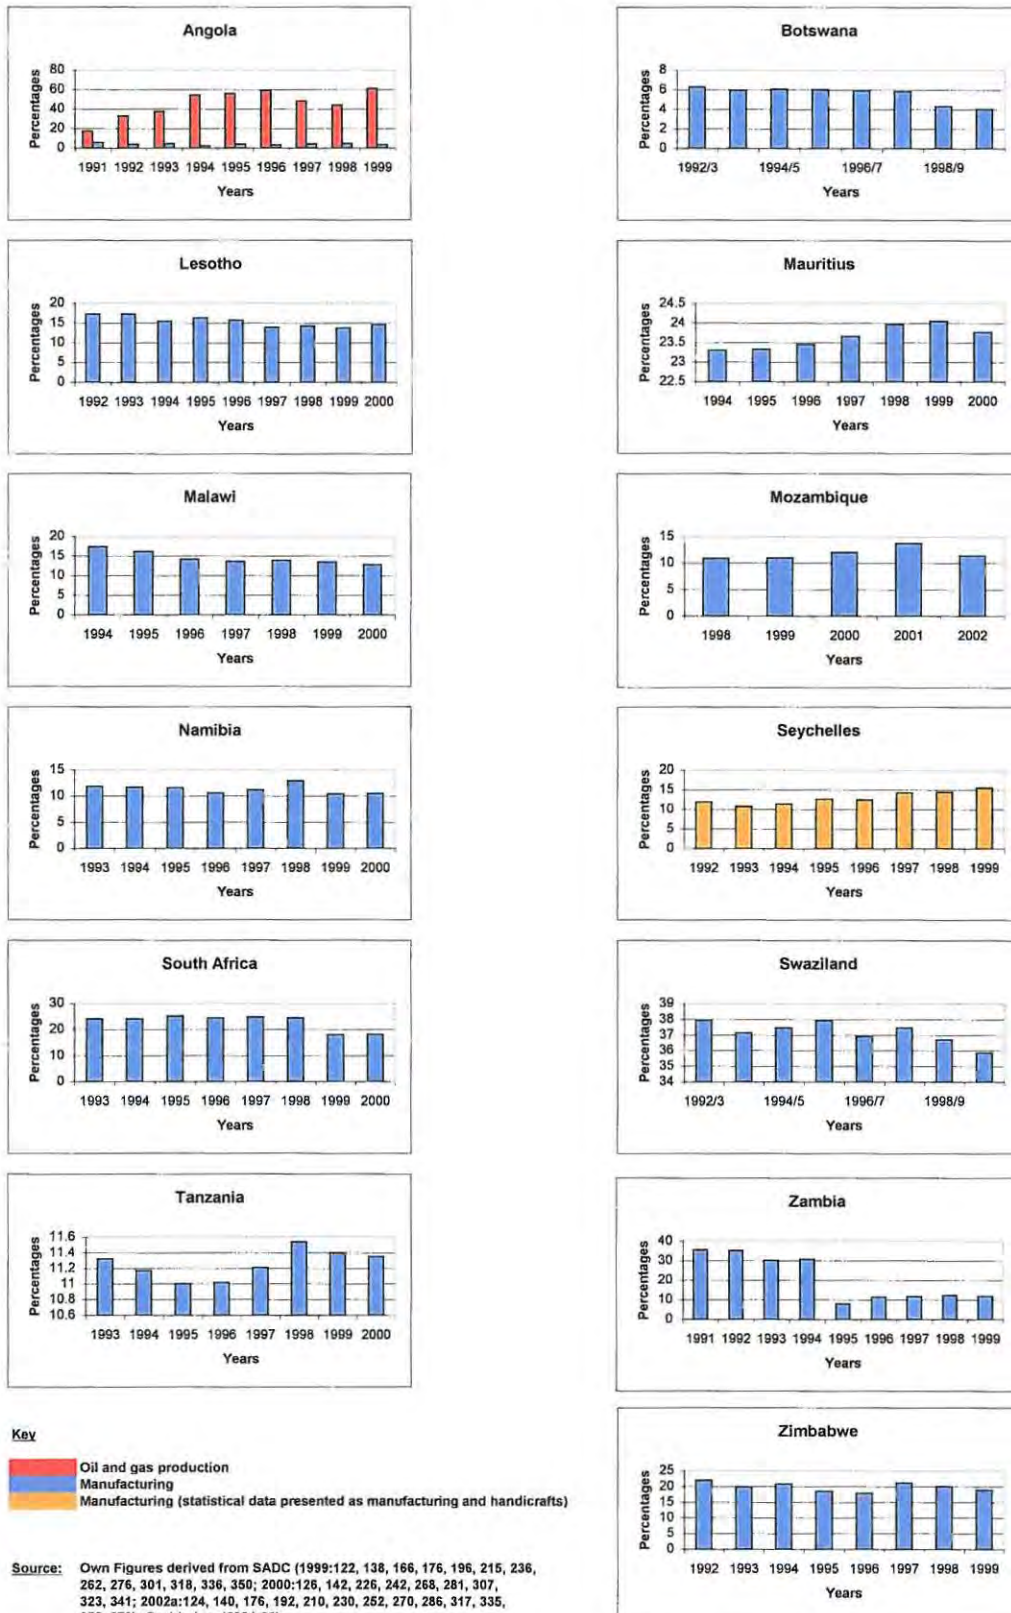 Angola
Percentages
80
60
40
20
0
1991 1992 1993 1994 1995 1996 1997 1998 1999
Years
Botswana
Percentages
8
6
4
2
0
1992/3 1994/5 1996/7 1998/9
Years
Lesotho
Percentages
20
15
10
5
0
1992 1993 1994 1995 1996 1997 1998 1999 2000
Years
Mauritius
Percentages
24.5
24
23.5
23
22.5
1994 1995 1996 1997 1998 1999 2000
Years
Malawi
Percentages
20
15
10
5
0
1994 1995 1996 1997 1998 1999 2000
Years
Mozambique
Percentages
15
10
5
0
1998 1999 2000 2001 2002
Years
Namibia
Percentages
15
10
5
0
1993 1994 1995 1996 1997 1998 1999 2000
Years
Seychelles
Percentages
20
15
10
5
0
1992 1993 1994 1995 1996 1997 1998 1999
Years
South Africa
Percentages
30
20
10
0
1993 1994 1995 1996 1997 1998 1999 2000
Years
Swaziland
Percentages
39
38
37
36
35
34
1992/3 1994/5 1996/7 1998/9
Years
Tanzania
Percentages
11.6
11.4
11.2
11
10.8
10.6
1993 1994 1995 1996 1997 1998 1999 2000
Years
Zambia
Percentages
40
30
20
10
0
1991 1992 1993 1994 1995 1996 1997 1998 1999
Years
Zimbabwe
Percentages
25
20
15
10
5
0
1992 1993 1994 1995 1996 1997 1998 1999
Years
Key
Oil and gas production
Manufacturing
Manufacturing (statistical data presented as manufacturing and handicrafts)
Source: Own Figures derived from SADC (1999:122, 138, 166, 176, 196, 215, 236,
262, 276, 301, 318, 336, 350; 2000:126, 142, 226, 242, 268, 281, 307,
323, 341; 2002a:124, 140, 176, 192, 210, 230, 252, 270, 286, 317, 335,